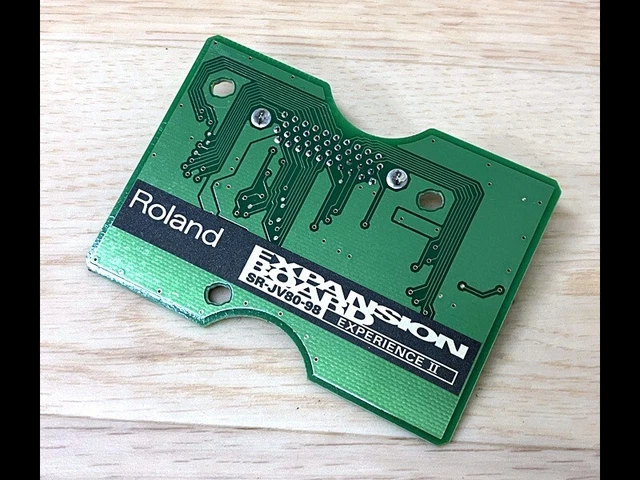 Roland
EXPANSION
BOARD
SR-JV80-98
EXPERIENCE II